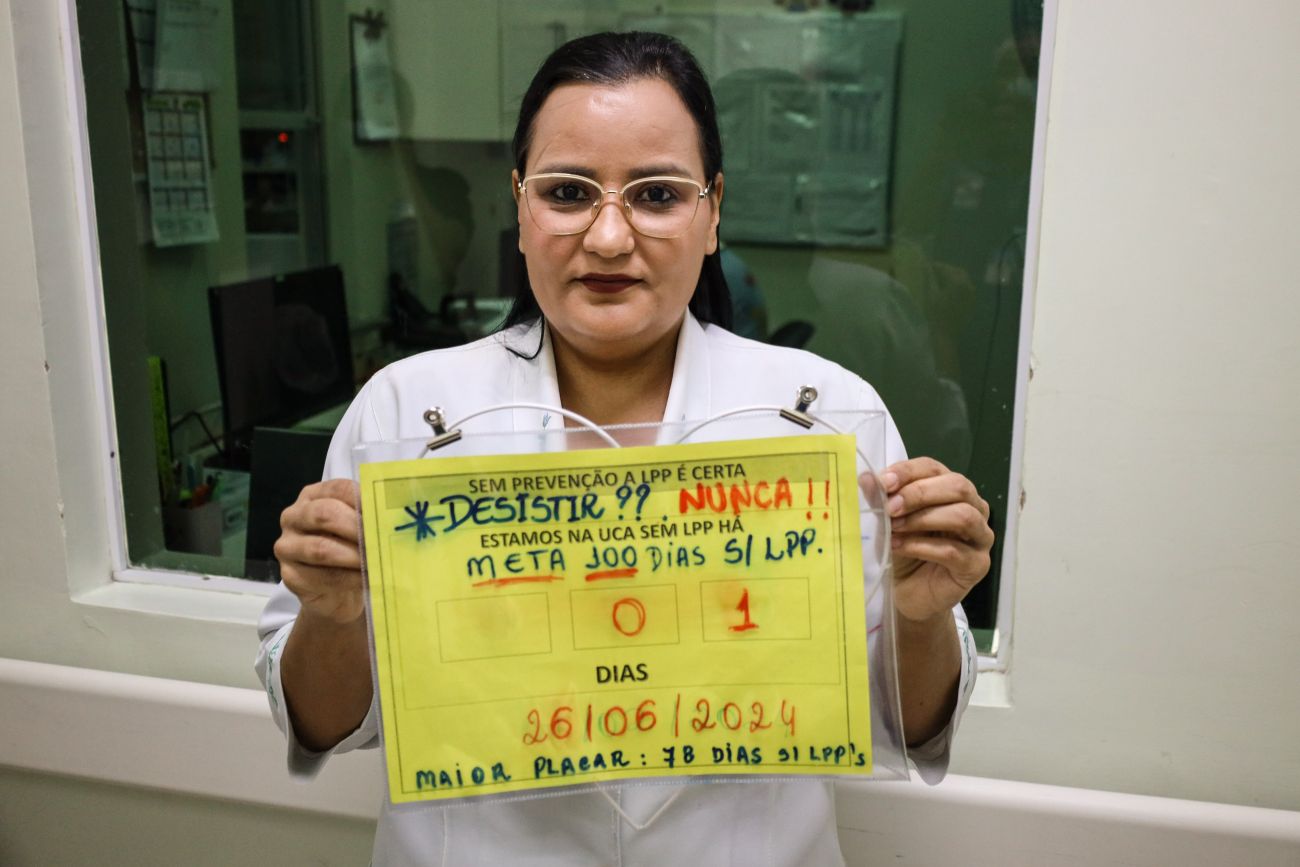 SEM PREVENÇÃO A LPP É CERTA
*DESISTIR ??. NUNCA!!
ESTAMOS NA UCA SEM LPP HÁ
META 100 DIAS S/ LPP.
0 1
DIAS
26/06/2024
MAIOR PLACAR: 78 DIAS S/ LPP's